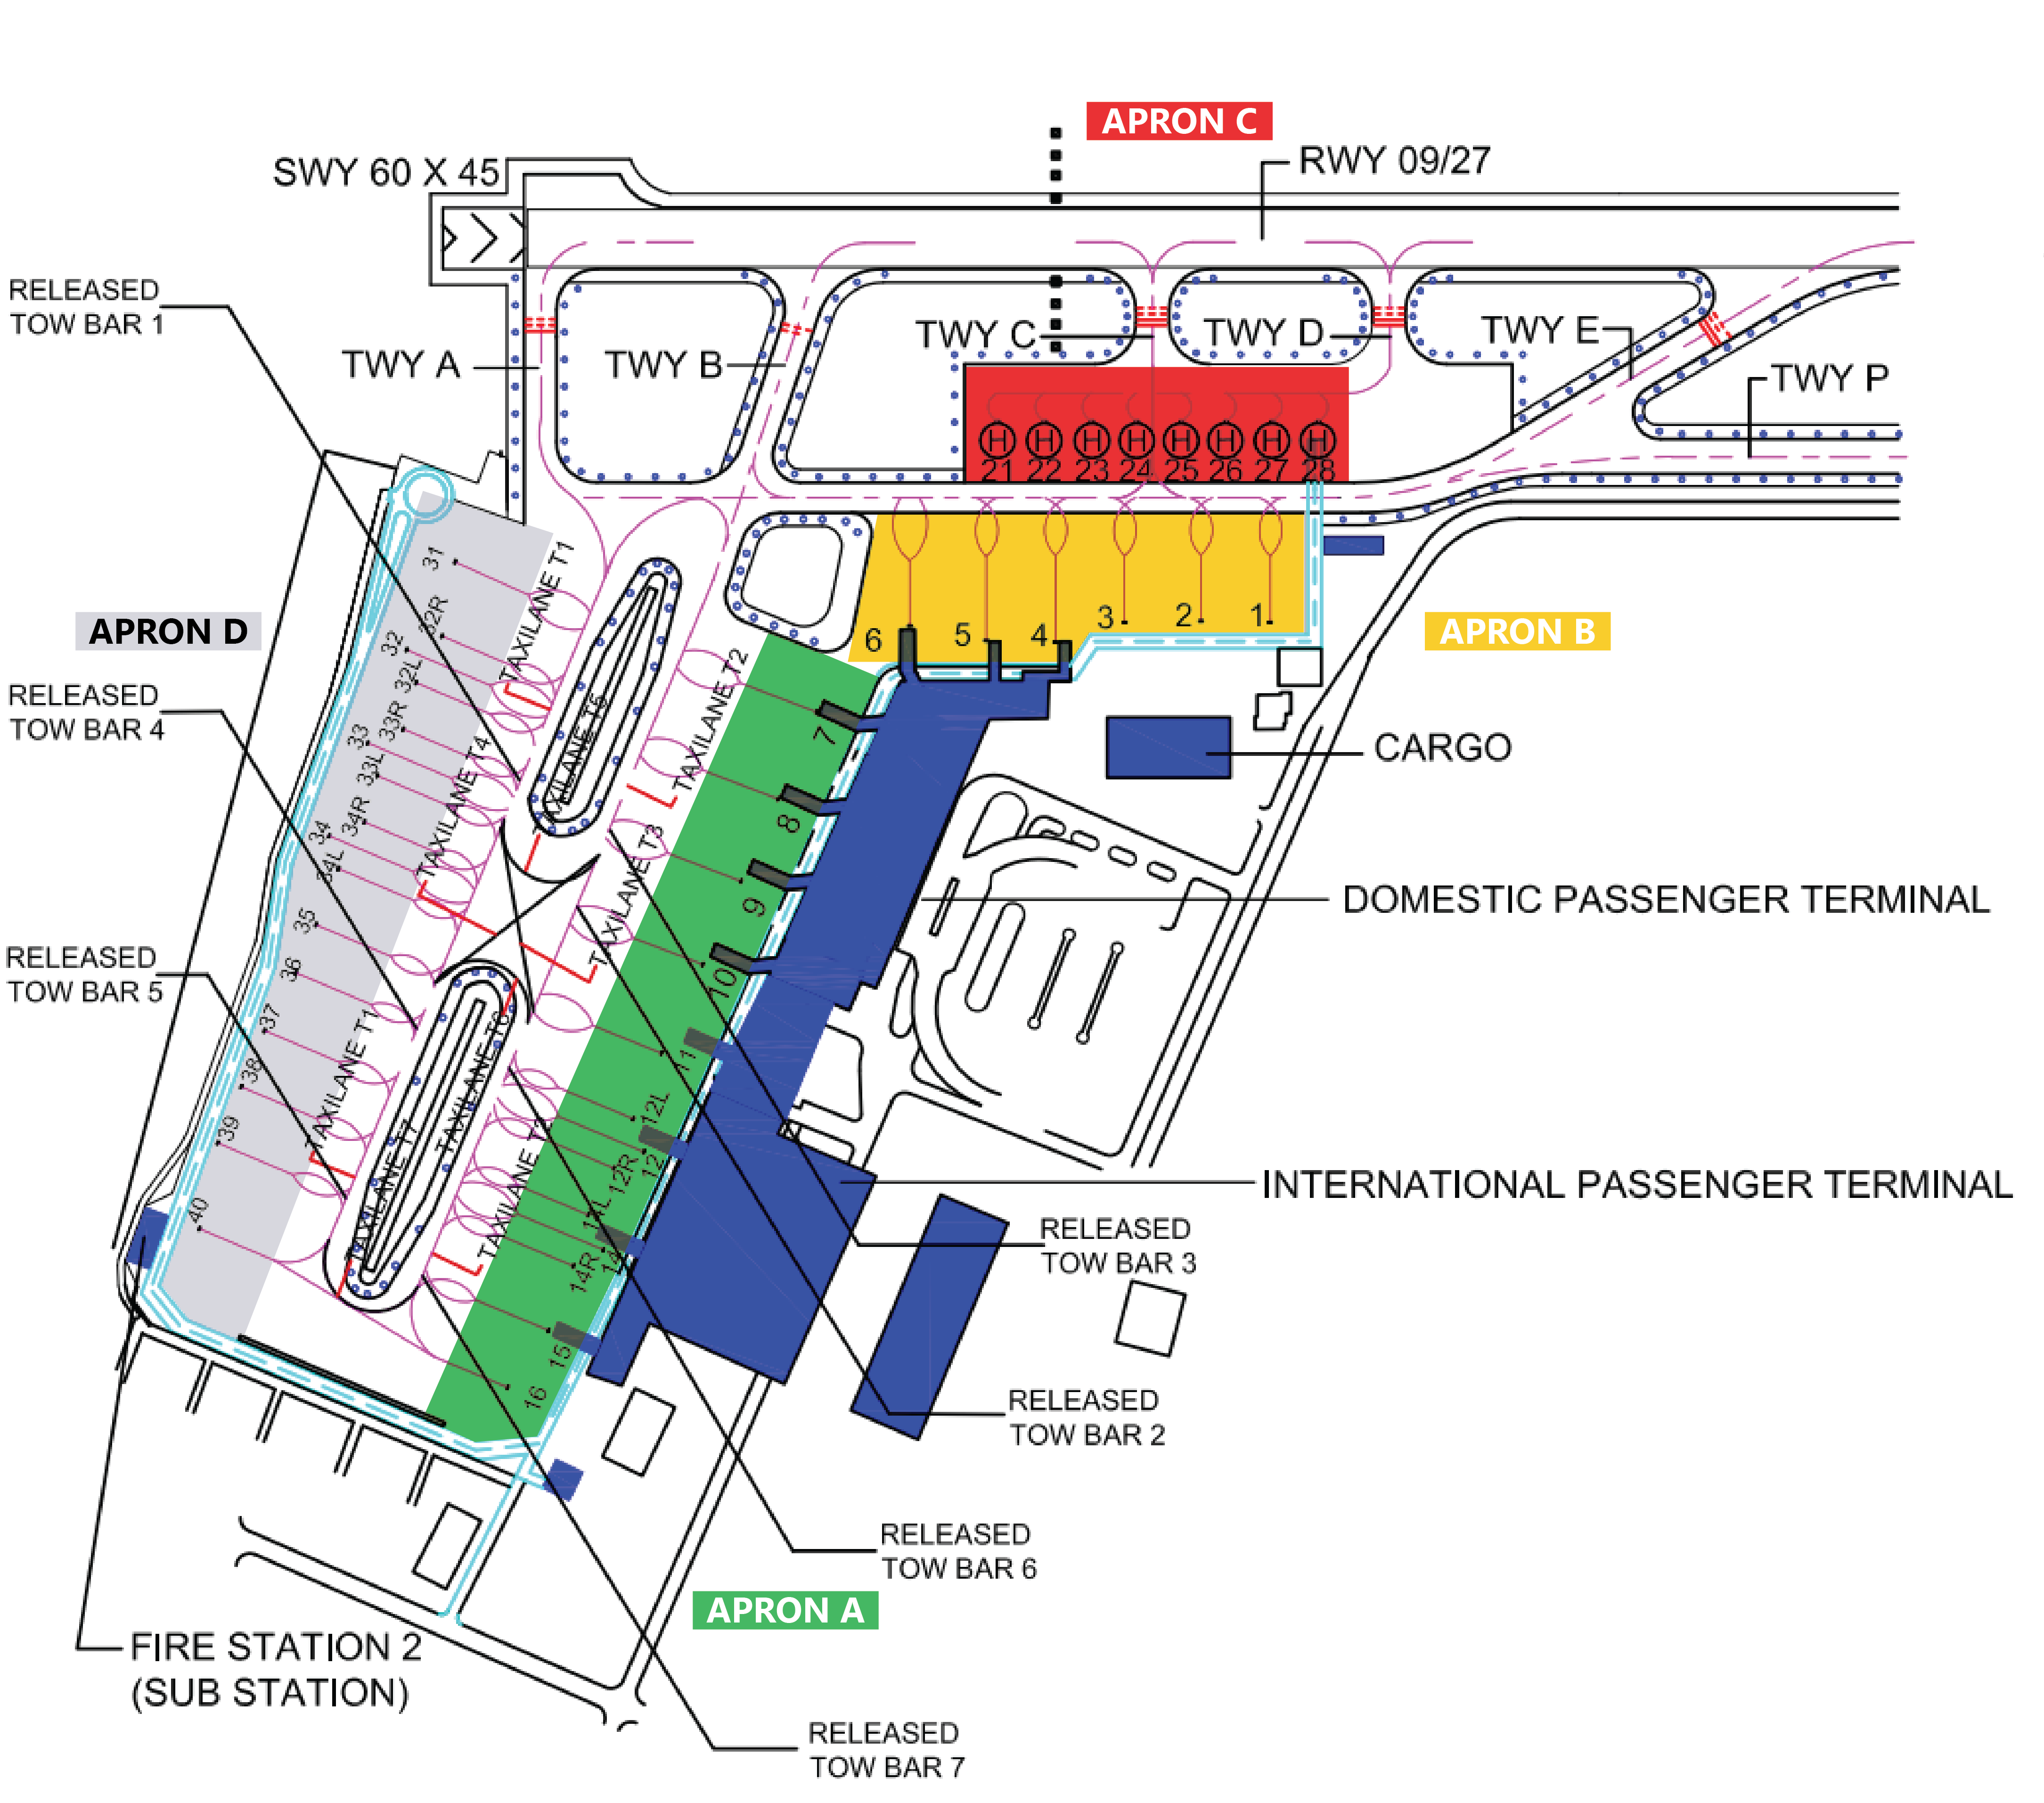 APRON C
RWY 09/27
SWY 60 X 45
RELEASED
TOW BAR 1
TWY A
TWY B
TWY C
TWY D
TWY E
TWY P
H H H H H H H H
21 22 23 24 25 26 27 28
APRON D
APRON B
31
32R
32
32L
33R
33
33L
34R
34
34L
35
36
37
38
39
40
TAXILANE T1
TAXILANE T4
TAXILANE T1
TAXILANE T2
TAXILANE T3
TAXILANE T6
TAXILANE T7
6
5
4
3
2
1
7
8
9
10
11
12L
12
12R
14R
14
15
16
RELEASED
TOW BAR 4
CARGO
DOMESTIC PASSENGER TERMINAL
RELEASED
TOW BAR 5
INTERNATIONAL PASSENGER TERMINAL
RELEASED
TOW BAR 3
RELEASED
TOW BAR 2
RELEASED
TOW BAR 6
APRON A
FIRE STATION 2
(SUB STATION)
RELEASED
TOW BAR 7